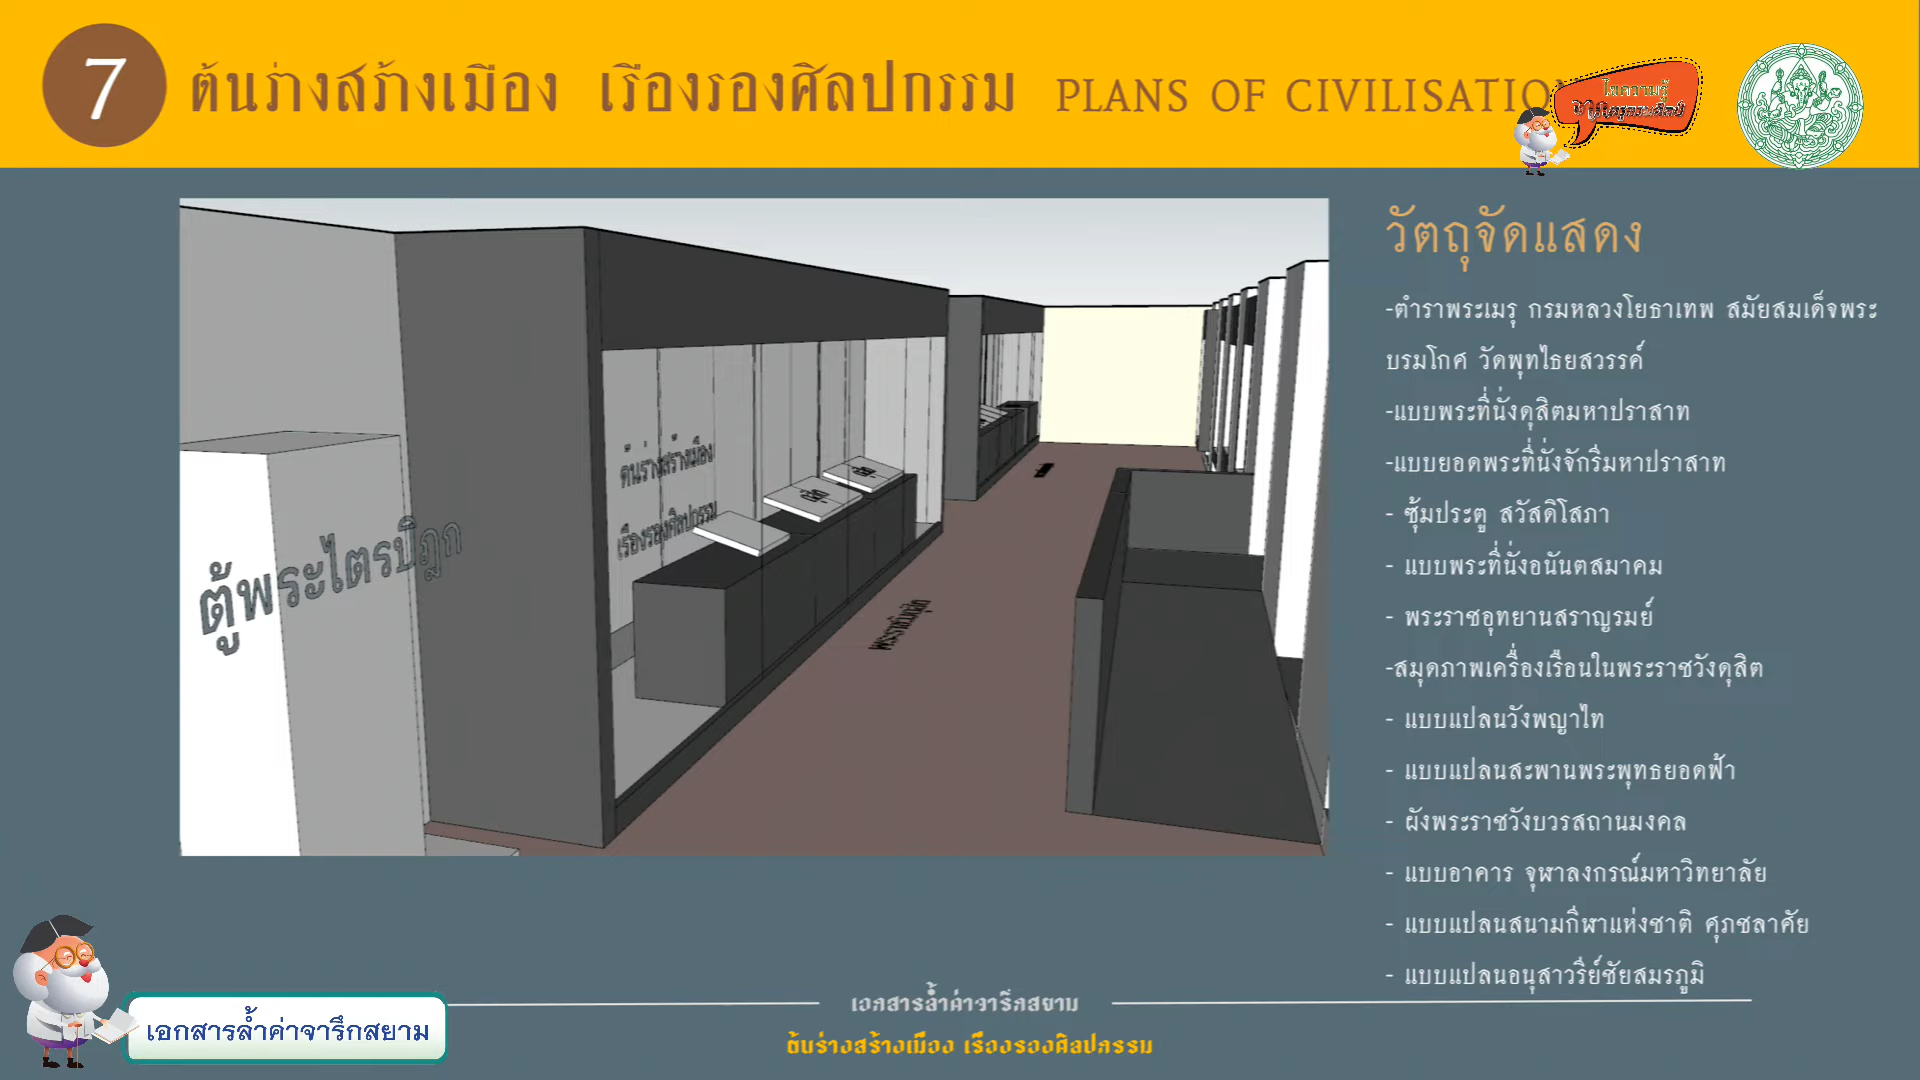 7 ต้นร่างสร้างเมือง เรืองรองศิลปกรรม PLANS OF CIVILISATION
วัตถุจัดแสดง
-ตำราพระเมรุ กรมหลวงโยธาเทพ สมัยสมเด็จพระ
บรมโกศ วัดพุทไธยสวรรค์
-แบบพระที่นั่งดุสิตมหาปราสาท
-แบบยอดพระที่นั่งจักรีมหาปราสาท
- ซุ้มประตู สวัสดิโสภา
- แบบพระที่นั่งอนันตสมาคม
- พระราชอุทยานสราญรมย์
-สมุดภาพเครื่องเรือนในพระราชวังดุสิต
- แบบแปลนวังพญาไท
- แบบแปลนสะพานพระพุทธยอดฟ้า
- ผังพระราชวังบวรสถานมงคล
- แบบอาคาร จุฬาลงกรณ์มหาวิทยาลัย
- แบบแปลนสนามกีฬาแห่งชาติ ศุภชลาศัย
- แบบแปลนอนุสาวรีย์ชัยสมรภูมิ
ต้นร่างสร้างเมือง
เรืองรองศิลปกรรม
ตู้พระไตรปิฎก
เอกสารล้ำค่าจารึกสยาม
ต้นร่างสร้างเมือง เรืองรองศิลปกรรม
เอกสารล้ำค่าจารึกสยาม